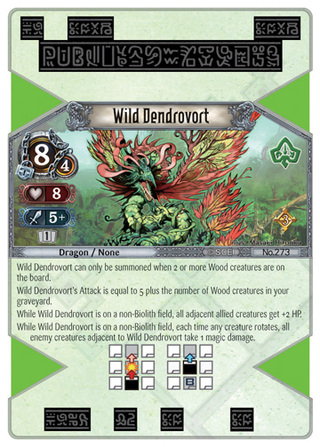 Wild Dendrovort
8
4
8
5+
1
Dragon / None
SCE
No.273
Wild Dendrovort can only be summoned when 2 or more Wood creatures are on
the board.
Wild Dendrovort's Attack is equal to 5 plus the number of Wood creatures in your
graveyard.
While Wild Dendrovort is on a non-Biolith field, all adjacent allied creatures get +2 HP.
While Wild Dendrovort is on a non-Biolith field, each time any creature rotates, all
enemy creatures adjacent to Wild Dendrovort take 1 magic damage.